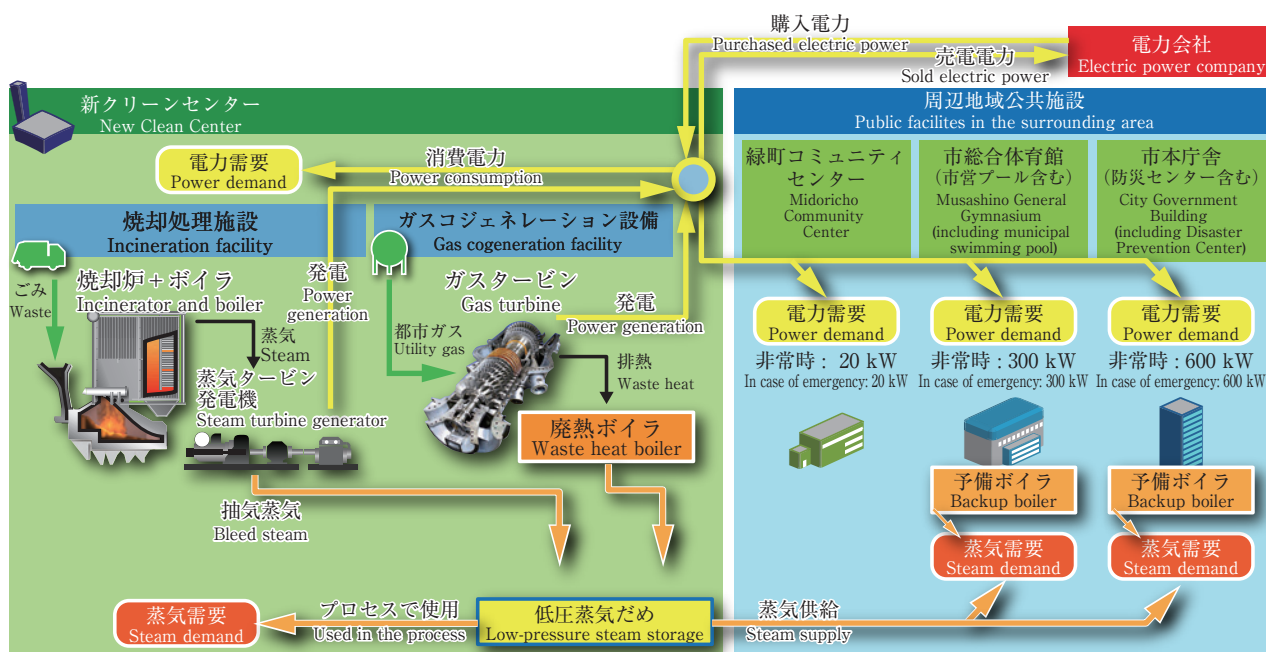 購入電力
Purchased electric power
売電電力
Sold electric power
電力会社
Electric power company
新クリーンセンター
New Clean Center
電力需要
Power demand
消費電力
Power consumption
焼却処理施設
Incineration facility
ガスコジェネレーション設備
Gas cogeneration facility
ごみ
Waste
焼却炉+ボイラ
Incinerator and boiler
蒸気
Steam
発電
Power
generation
蒸気タービン
発電機
Steam turbine generator
ガスタービン
Gas turbine
都市ガス
Utility gas
発電
Power generation
排熱
Waste heat
廃熱ボイラ
Waste heat boiler
抽気蒸気
Bleed steam
蒸気需要
Steam demand
プロセスで使用
Used in the process
低圧蒸気だめ
Low-pressure steam storage
蒸気供給
Steam supply
周辺地域公共施設
Public facilites in the surrounding area
緑町コミュニティ
センター
Midoricho
Community
Center
市総合体育館
(市営プール含む)
Musashino General
Gymnasium
(including municipal
swimming pool)
市本庁舎
(防災センター含む)
City Government
Building
(including Disaster
Prevention Center)
電力需要
Power demand
非常時: 20 kW
In case of emergency: 20 kW
電力需要
Power demand
非常時:300 kW
In case of emergency: 300 kW
電力需要
Power demand
非常時:600 kW
In case of emergency: 600 kW
予備ボイラ
Backup boiler
蒸気需要
Steam demand
予備ボイラ
Backup boiler
蒸気需要
Steam demand